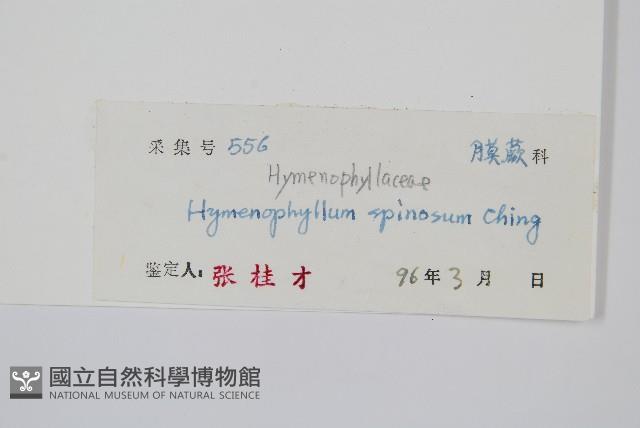 采集号 556 膜蕨科
Hymenophyllaceae
Hymenophyllum spinosum Ching
鉴定人: 张桂才 96年3月 日
國立自然科學博物館
NATIONAL MUSEUM OF NATURAL SCIENCE